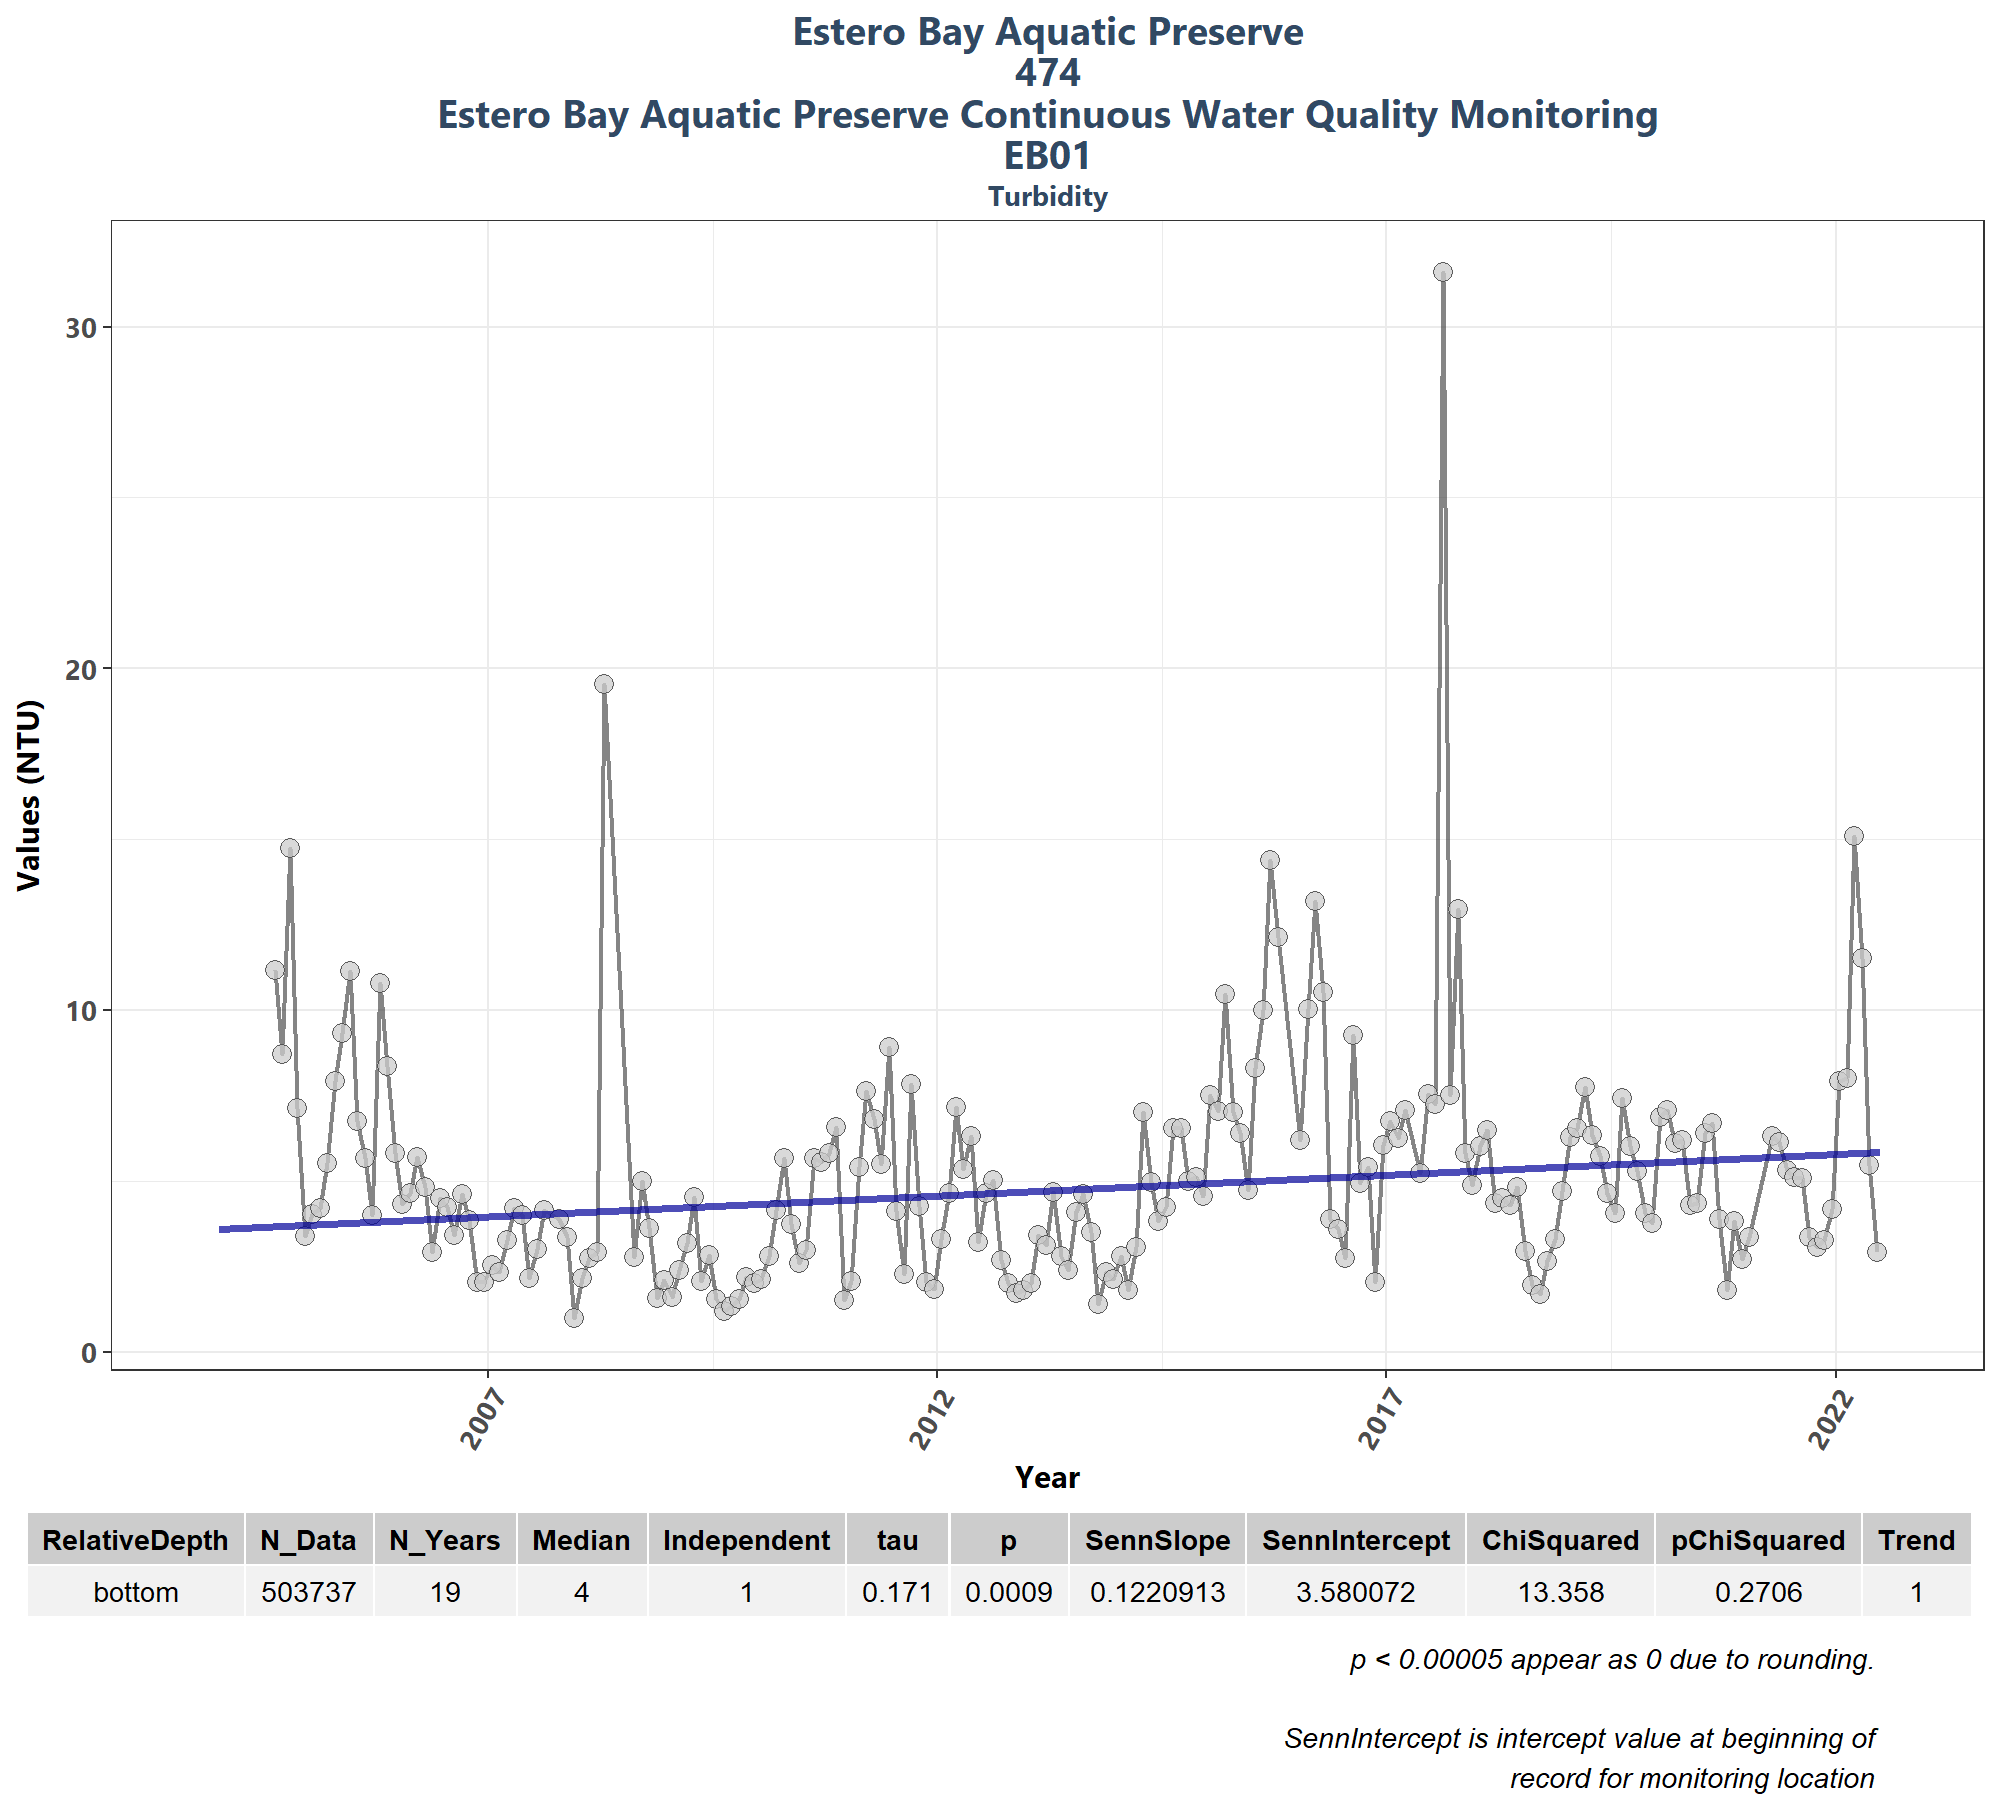 Estero Bay Aquatic Preserve
474
Estero Bay Aquatic Preserve Continuous Water Quality Monitoring
EB01
Turbidity
30
20
10
0
Values (NTU)
2007 2012 2017 2022
Year
RelativeDepth N_Data N_Years Median Independent tau p SennSlope SennIntercept ChiSquared pChiSquared Trend
bottom 503737 19 4 1 0.171 0.0009 0.1220913 3.580072 13.358 0.2706 1
p < 0.00005 appear as 0 due to rounding.
SennIntercept is intercept value at beginning of
record for monitoring location